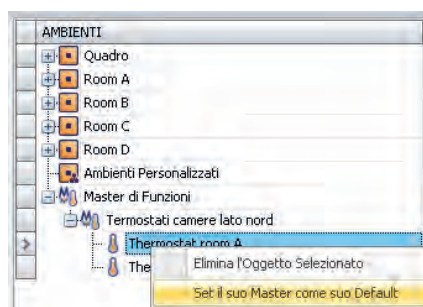 AMBIENTI
Quadro
Room A
Room B
Room C
Room D
Ambienti Personalizzati
Master di Funzioni
Termostati camere lato nord
Thermostat room A
The
Elimina l'Oggetto Selezionato
Set il suo Master come suo Default